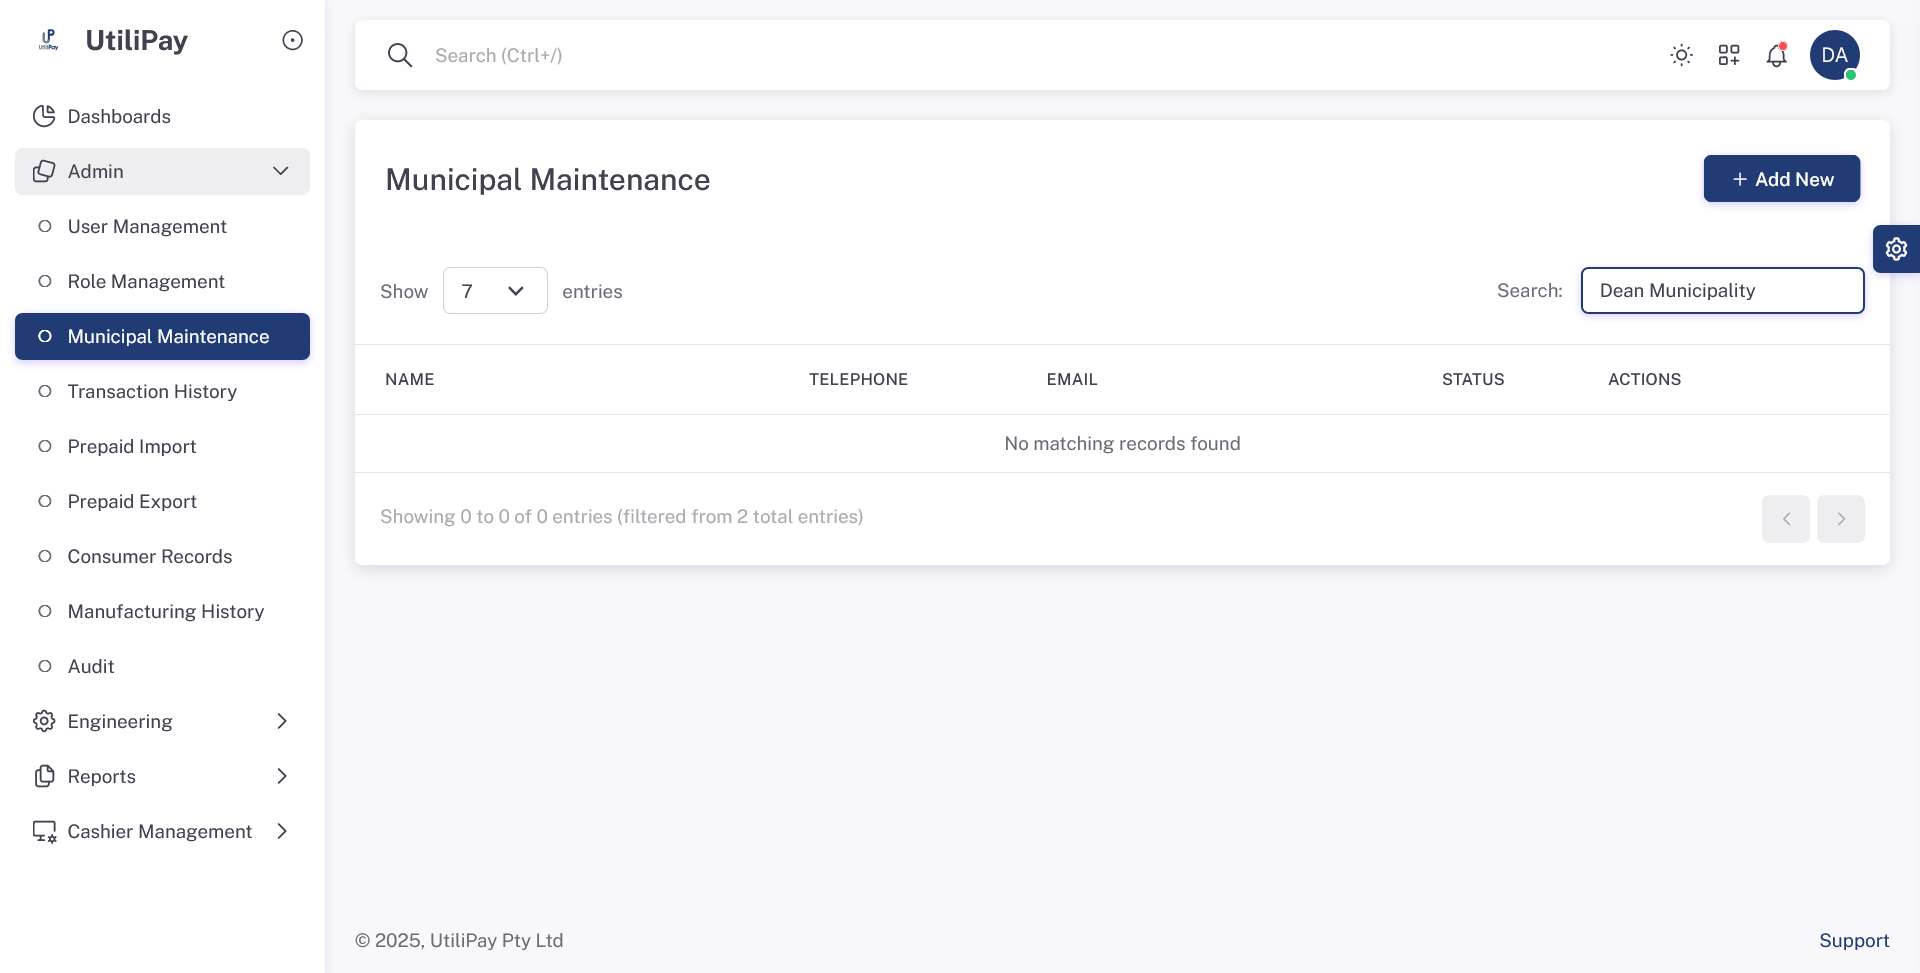 UP
UtiliPay
UtiliPay
Dashboards
Admin
User Management
Role Management
Municipal Maintenance
Transaction History
Prepaid Import
Prepaid Export
Consumer Records
Manufacturing History
Audit
Engineering
Reports
Cashier Management
Search (Ctrl+/)
DA
Municipal Maintenance
+ Add New
Show 7 entries
Search: Dean Municipality
NAME TELEPHONE EMAIL STATUS ACTIONS
No matching records found
Showing 0 to 0 of 0 entries (filtered from 2 total entries)
© 2025, UtiliPay Pty Ltd
Support